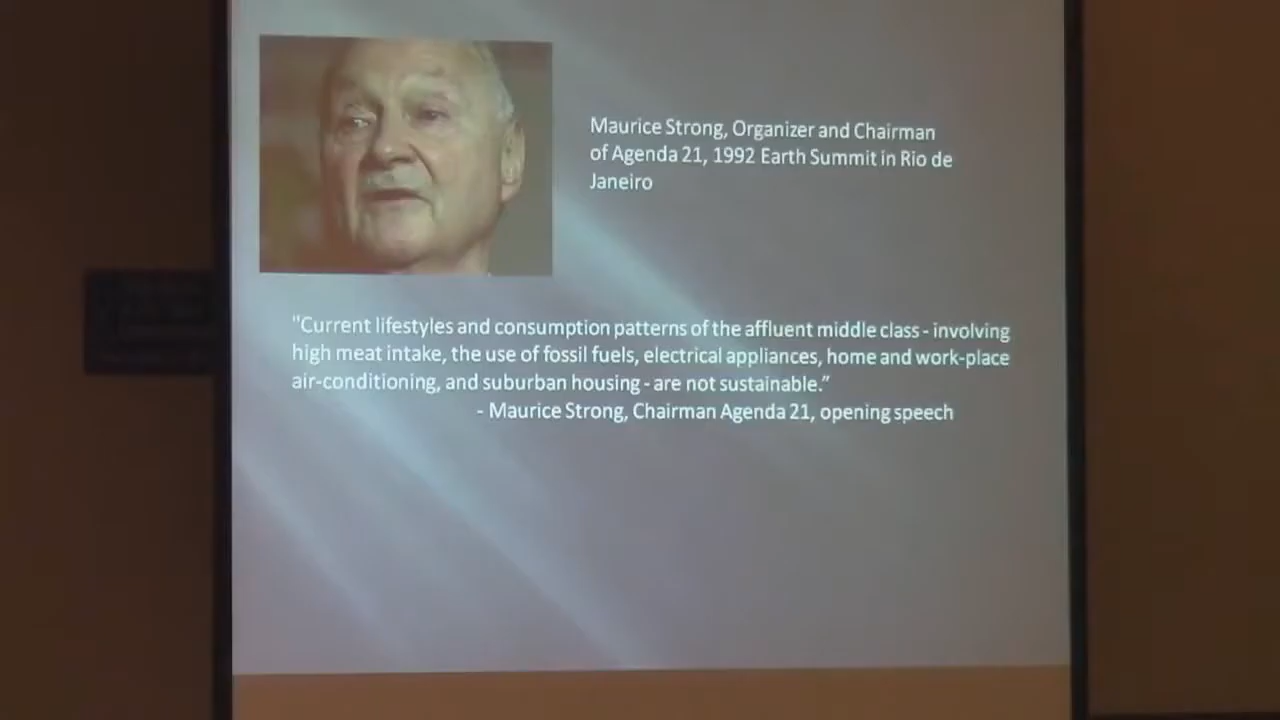 Maurice Strong, Organizer and Chairman
of Agenda 21, 1992 Earth Summit in Rio de
Janeiro
"Current lifestyles and consumption patterns of the affluent middle class - involving
high meat intake, the use of fossil fuels, electrical appliances, home and work-place
air-conditioning, and suburban housing - are not sustainable.”
- Maurice Strong, Chairman Agenda 21, opening speech